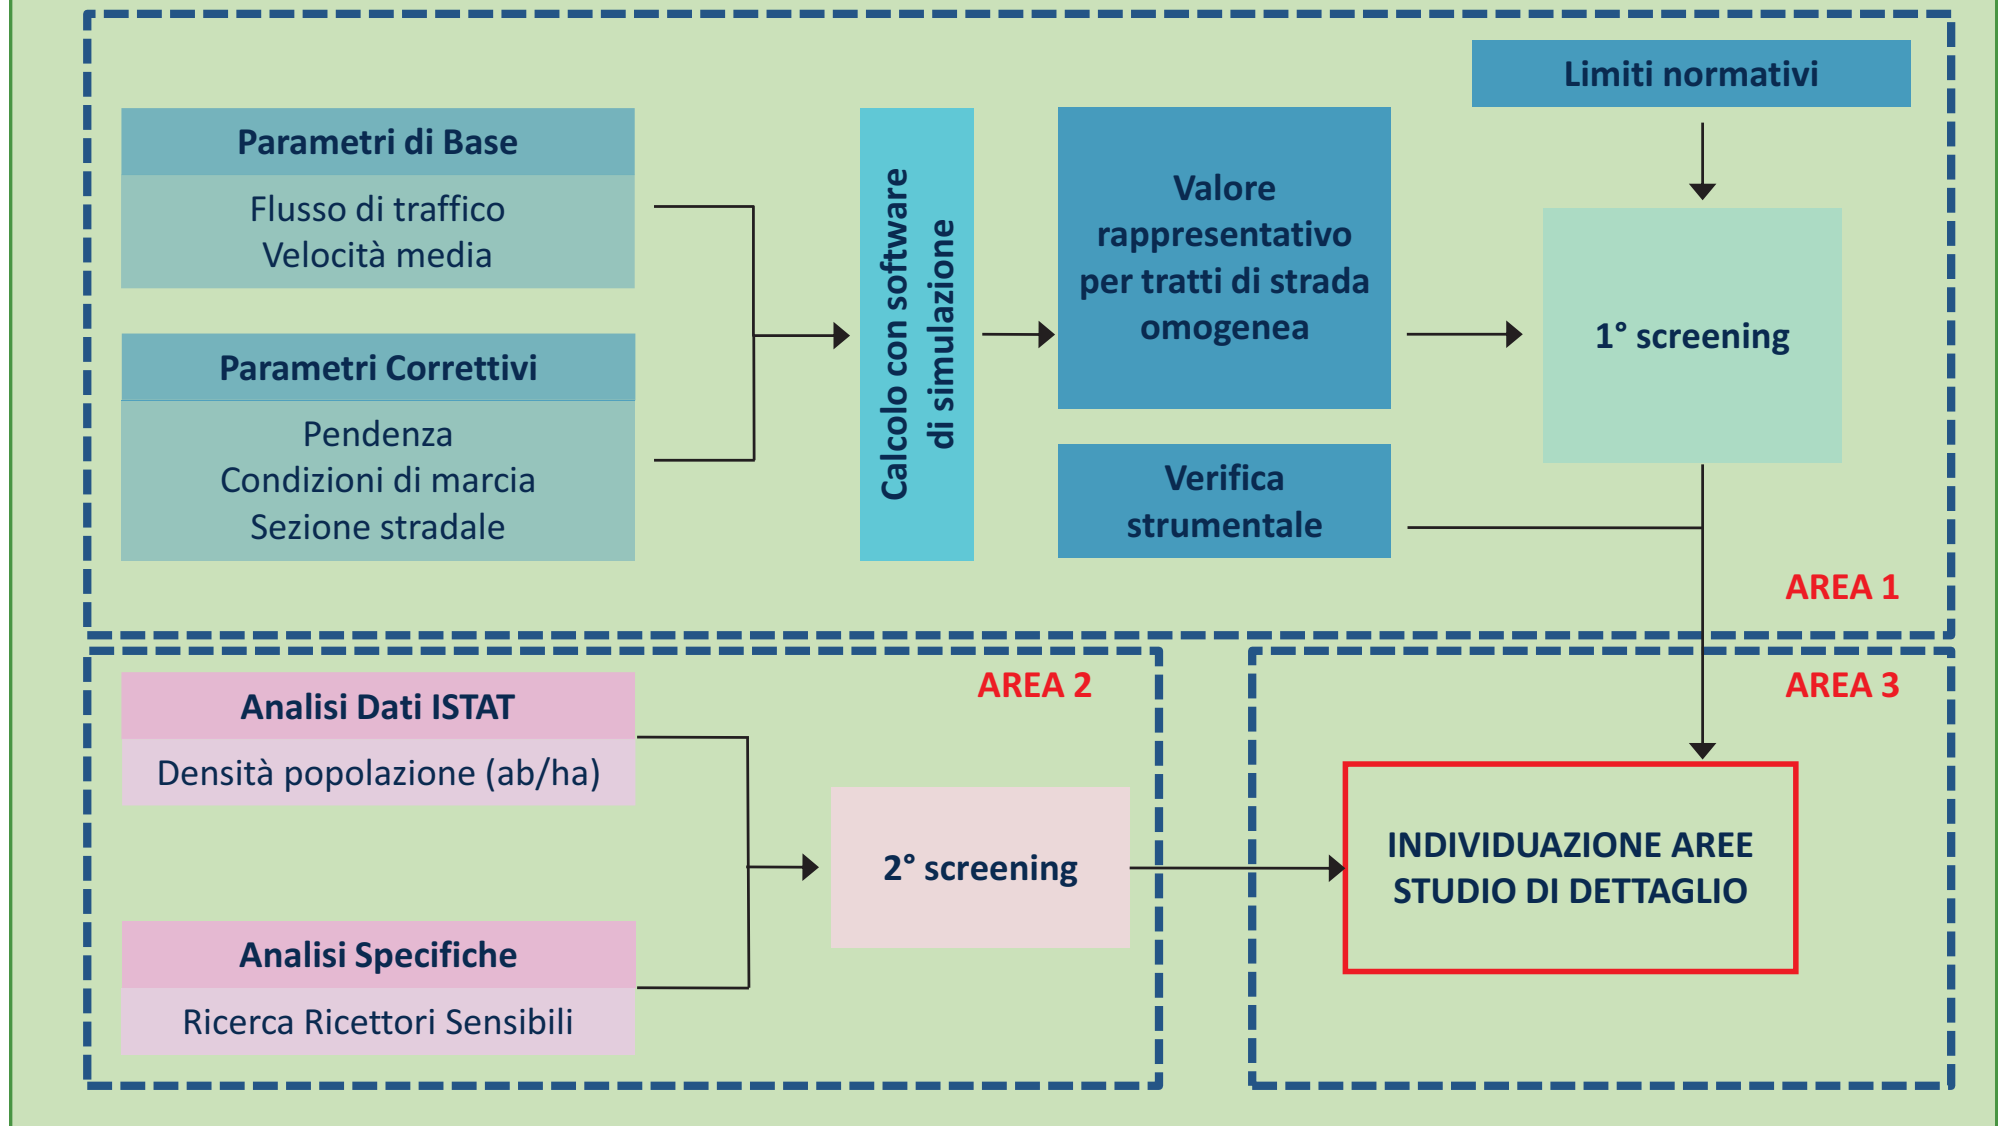 Limiti normativi
Parametri di Base
Flusso di traffico
Velocità media
Parametri Correttivi
Pendenza
Condizioni di marcia
Sezione stradale
Calcolo con software
di simulazione
Valore
rappresentativo
per tratti di strada
omogenea
Verifica
strumentale
1° screening
AREA 1
Analisi Dati ISTAT
Densità popolazione (ab/ha)
Analisi Specifiche
Ricerca Ricettori Sensibili
2° screening
AREA 2
AREA 3
INDIVIDUAZIONE AREE
STUDIO DI DETTAGLIO